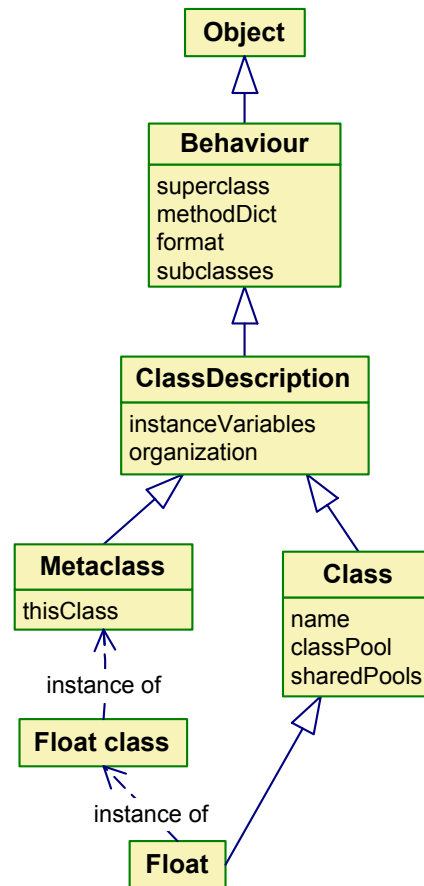 Object
Behaviour
superclass
methodDict
format
subclasses
ClassDescription
instanceVariables
organization
Metaclass
thisClass
Class
name
classPool
sharedPools
instance of
Float class
instance of
Float